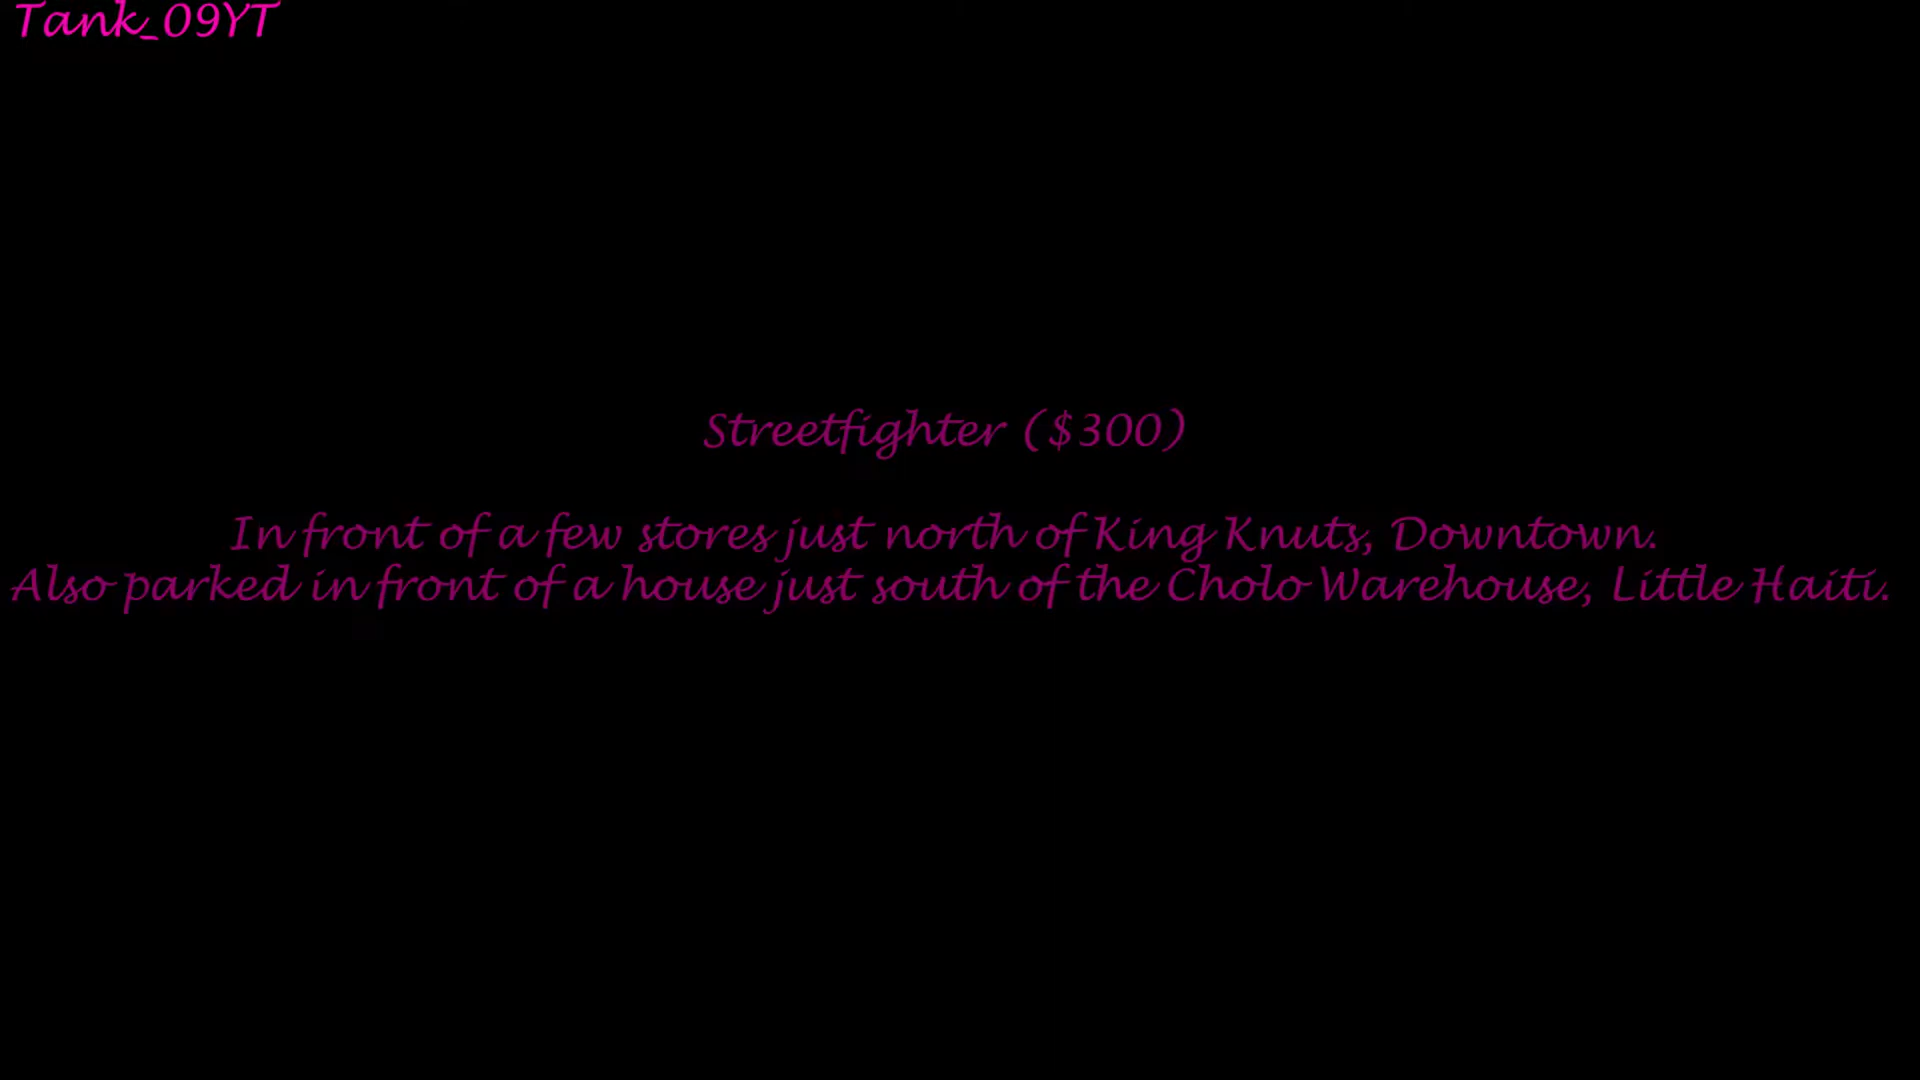 Tank_09YT
Streetfighter ($300)
In front of a few stores just north of King Knuts, Downtown.
Also parked in front of a house just south of the Cholo Warehouse, Little Haiti.